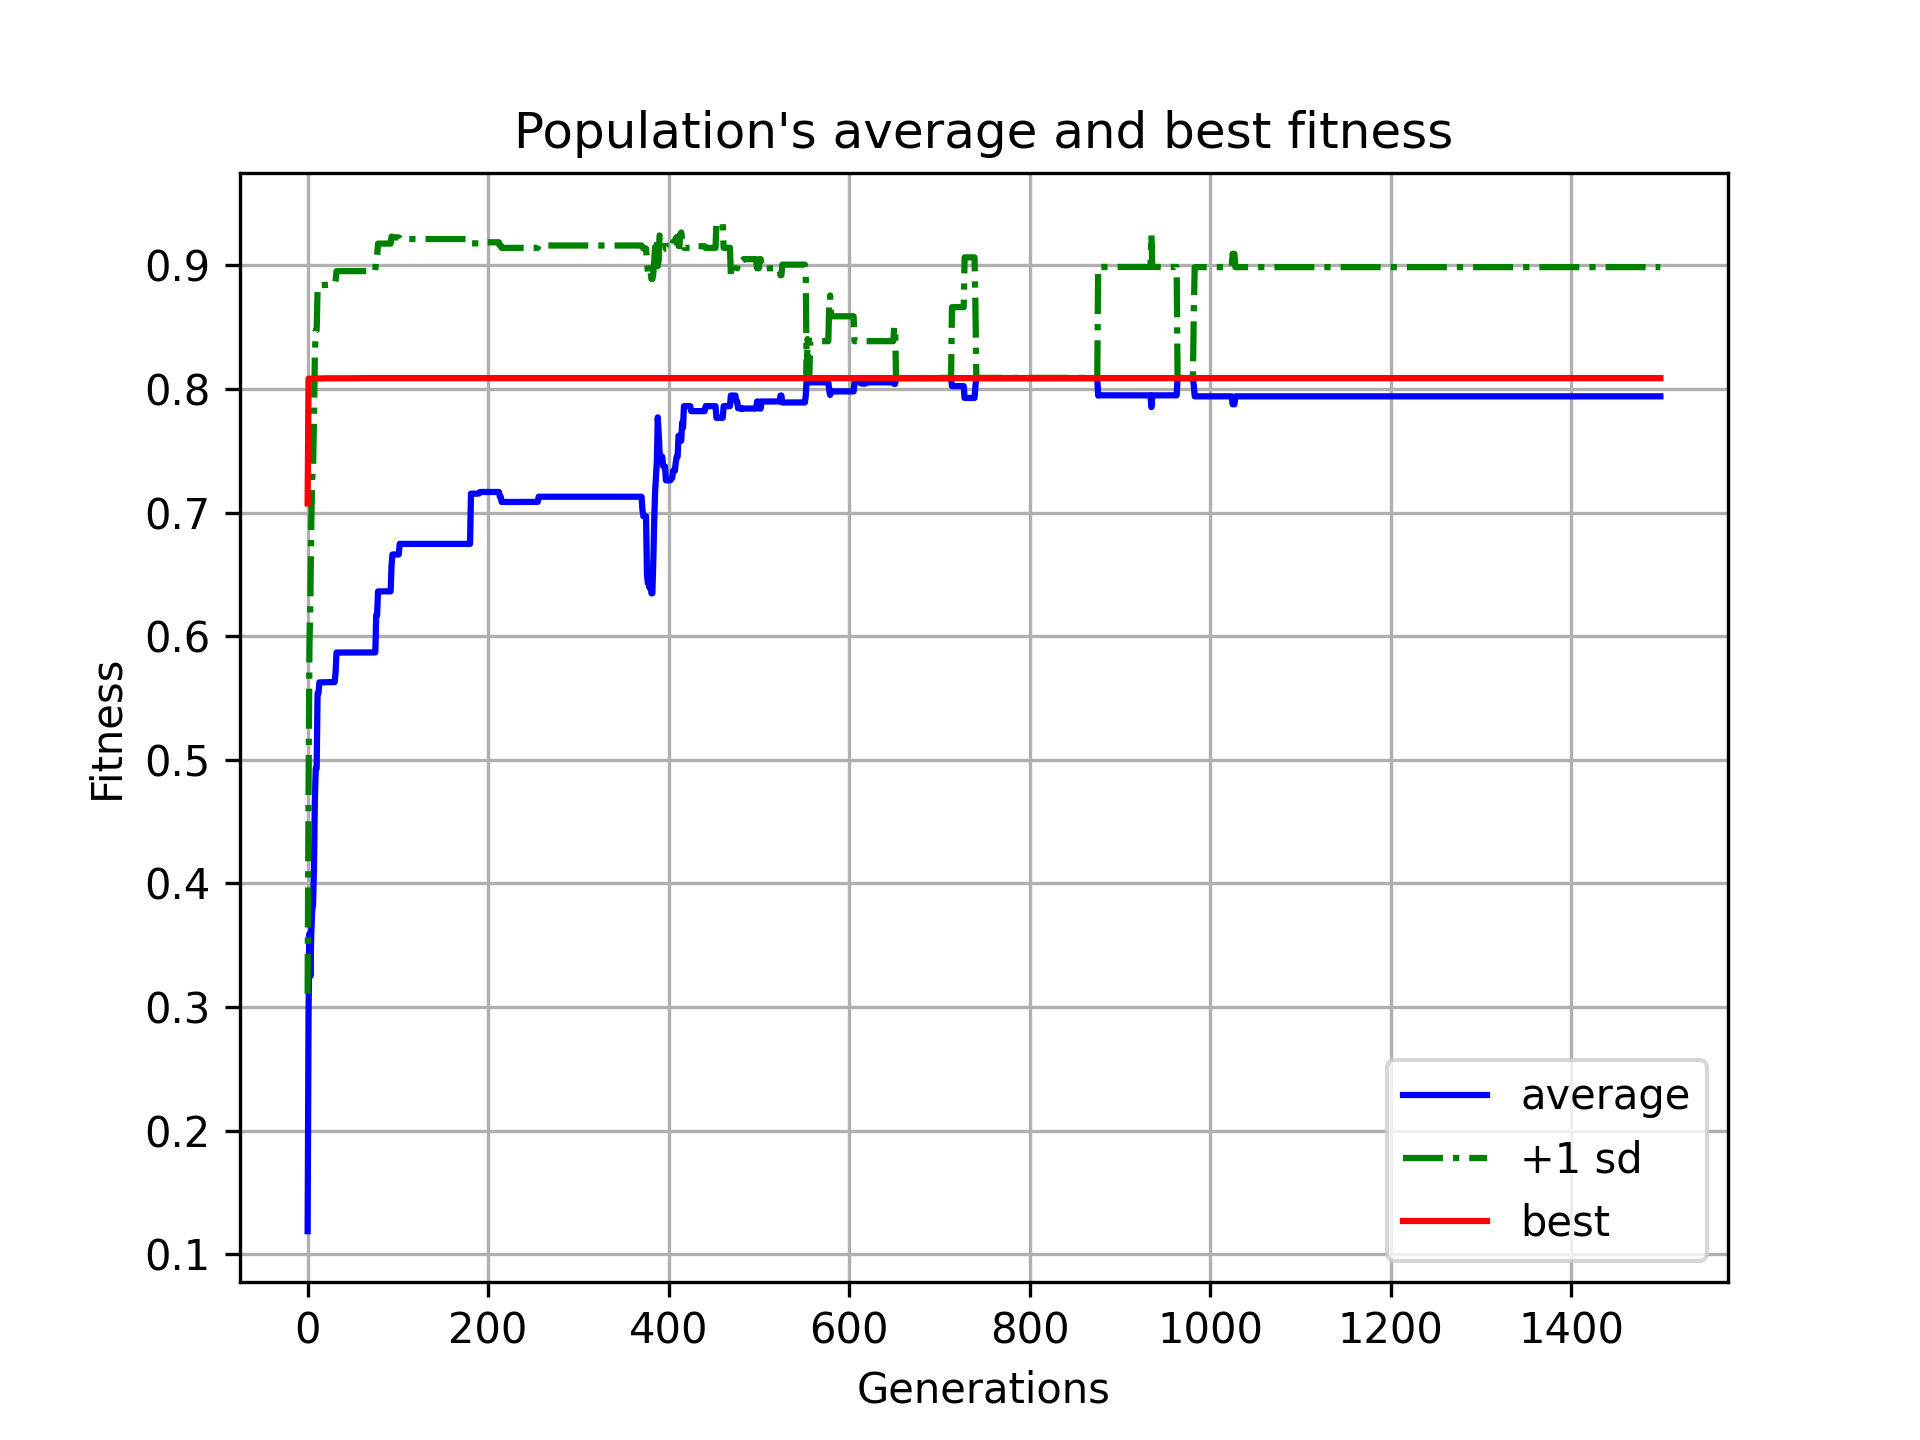 Population's average and best fitness
0.9
0.8
0.7
0.6
0.5
0.4
0.3
0.2
0.1
Fitness
average
+1 sd
best
0 200 400 600 800 1000 1200 1400
Generations